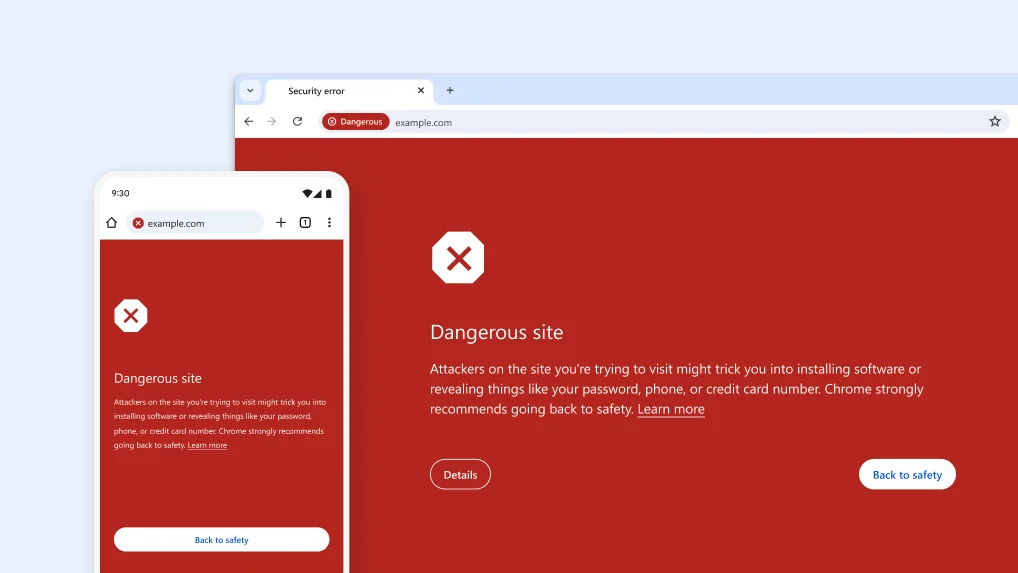 Security error
Dangerous example.com
Dangerous site
Attackers on the site you're trying to visit might trick you into installing software or
revealing things like your password, phone, or credit card number. Chrome strongly
recommends going back to safety. Learn more
Details
Back to safety
9:30
example.com 1
Dangerous site
Attackers on the site you're trying to visit might trick you into
installing software or revealing things like your password,
phone, or credit card number. Chrome strongly recommends
going back to safety. Learn more
Back to safety